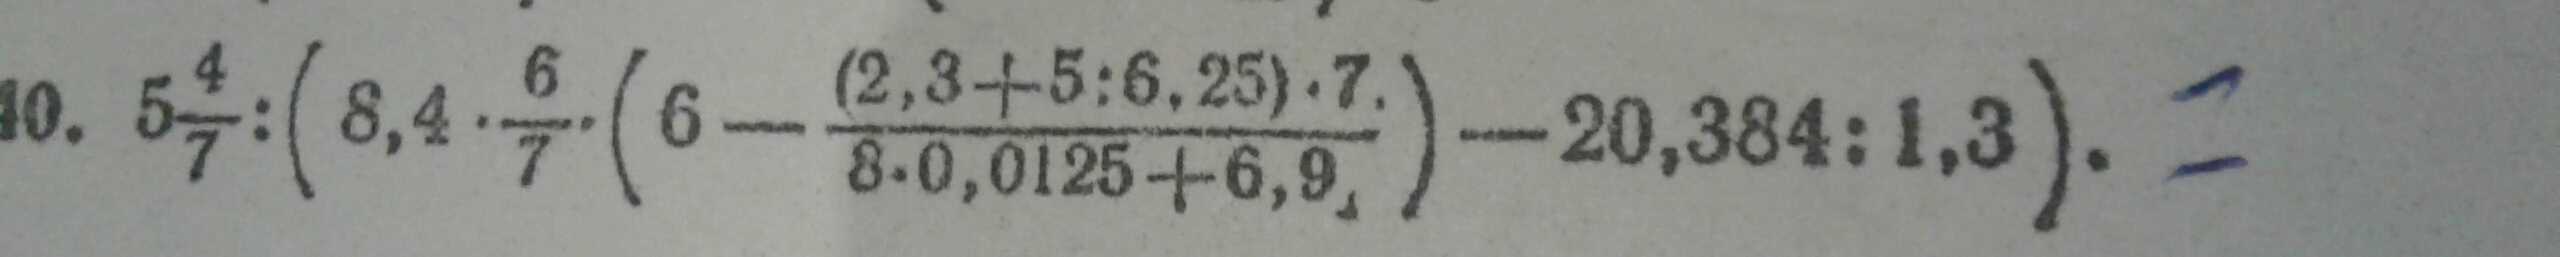 10. 5 4/7 : ( 8,4 · 6/7 · ( 6 — (2,3+5:6,25)·7. / 8·0,0125+6,9 ) — 20,384 : 1,3 ). =